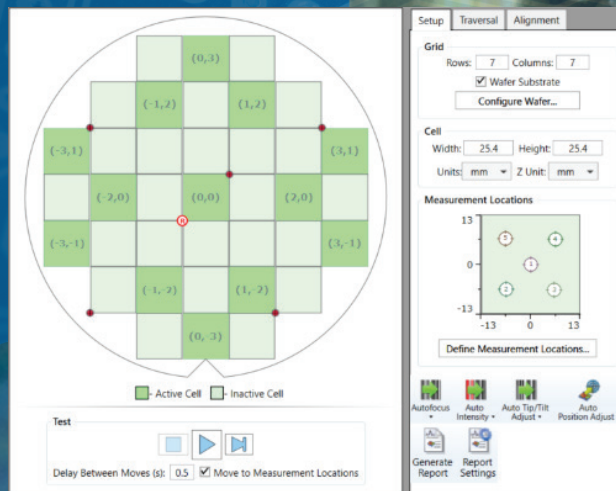 (0,3)
(-1,2)
(1,2)
(-3,1)
(3,1)
(-2,0)
(0,0)
(2,0)
(-3,-1)
(3,-1)
(-1,-2)
(1,-2)
(0,-3)
- Active Cell
- Inactive Cell
Test
Delay Between Moves (s): 0.5 Move to Measurement Locations
Setup Traversal Alignment
Grid
Rows: 7 Columns: 7
Wafer Substrate
Configure Wafer...
Cell
Width: 25.4 Height: 25.4
Units: mm Z Unit: mm
Measurement Locations
13
5 4
0
1
2
-13
-13 0 13
Define Measurement Locations...
Autofocus
Auto Intensity
Auto Tip/Tilt Adjust
Auto Position Adjust
Generate Report
Report Settings